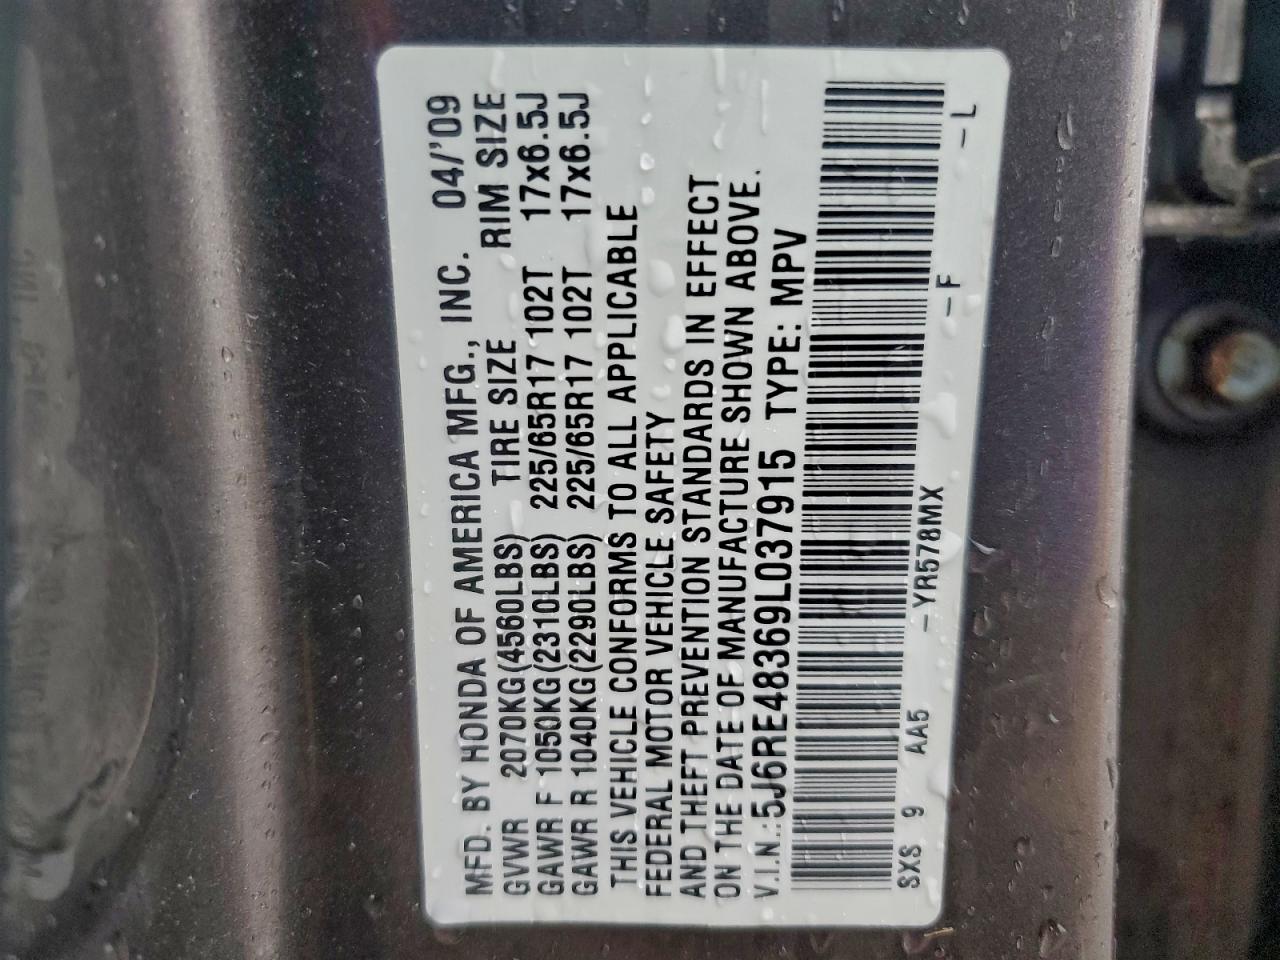 MFD. BY HONDA OF AMERICA MFG., INC. 04/'09
GVWR 2070KG(4560LBS) TIRE SIZE RIM SIZE
GAWR F 1050KG(2310LBS) 225/65R17 102T 17x6.5J
GAWR R 1040KG(2290LBS) 225/65R17 102T 17x6.5J
THIS VEHICLE CONFORMS TO ALL APPLICABLE
FEDERAL MOTOR VEHICLE SAFETY
AND THEFT PREVENTION STANDARDS IN EFFECT
ON THE DATE OF MANUFACTURE SHOWN ABOVE.
V.I.N.:5J6RE48369L037915 TYPE: MPV
SXS 9 AA5 -YR578MX -F -L